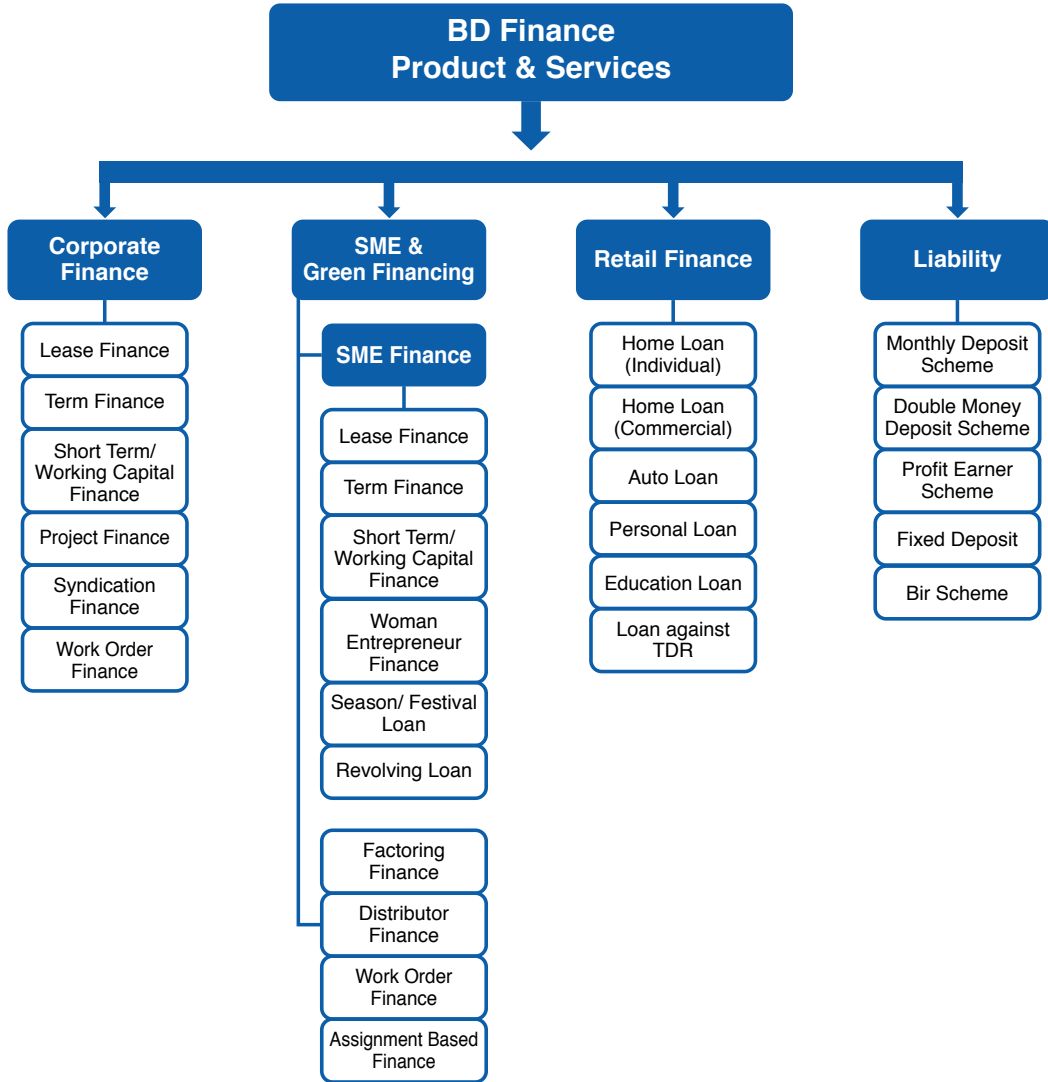 BD Finance
Product & Services
Corporate
Finance
Lease Finance
Term Finance
Short Term/
Working Capital
Finance
Project Finance
Syndication
Finance
Work Order
Finance
SME &
Green Financing
SME Finance
Lease Finance
Term Finance
Short Term/
Working Capital
Finance
Woman
Entrepreneur
Finance
Season/ Festival
Loan
Revolving Loan
Factoring
Finance
Distributor
Finance
Work Order
Finance
Assignment Based
Finance
Retail Finance
Home Loan
(Individual)
Home Loan
(Commercial)
Auto Loan
Personal Loan
Education Loan
Loan against
TDR
Liability
Monthly Deposit
Scheme
Double Money
Deposit Scheme
Profit Earner
Scheme
Fixed Deposit
Bir Scheme